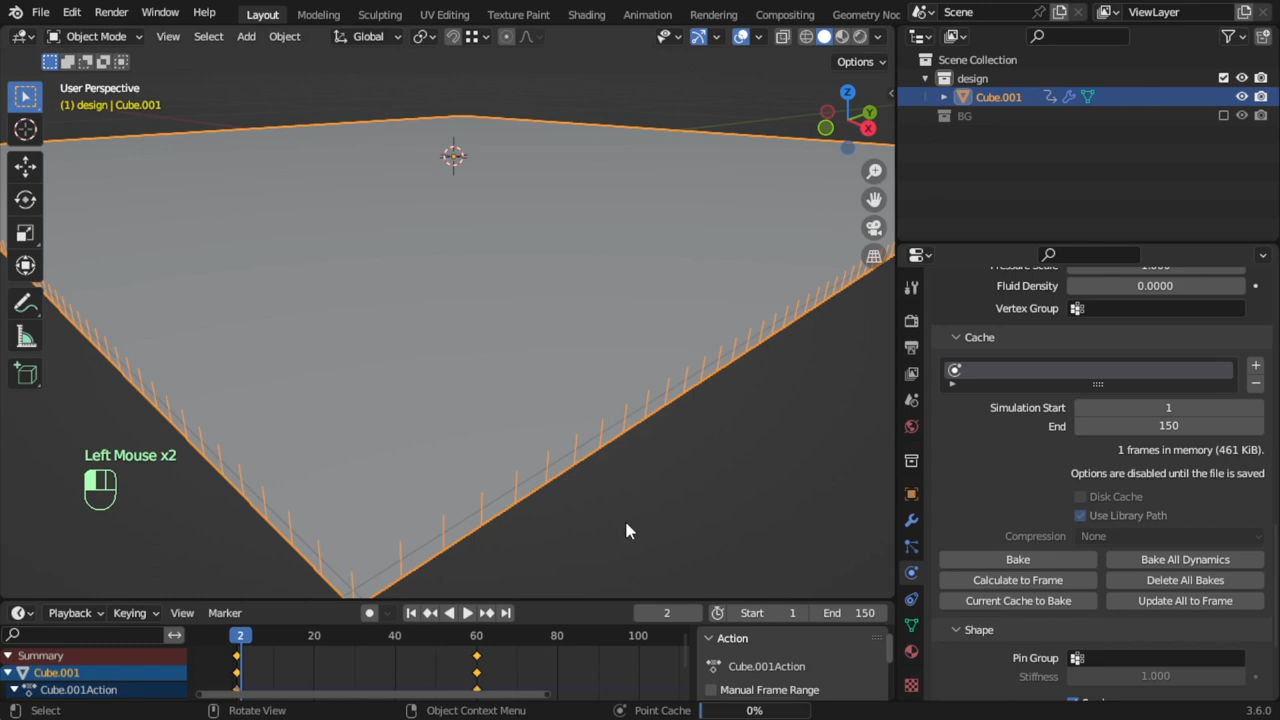 File Edit Render Window Help Layout Modeling Sculpting UV Editing Texture Paint Shading Animation Rendering Compositing Geometry Noc Scene ViewLayer
Object Mode View Select Add Object Global
Options
User Perspective
(1) design | Cube.001
Z
Y
X
Left Mouse x2
Scene Collection
design
Cube.001
BG
Fluid Density 0.0000
Vertex Group
Cache
Simulation Start 1
End 150
1 frames in memory (461 KiB).
Options are disabled until the file is saved
Disk Cache
Use Library Path
Compression None
Bake Bake All Dynamics
Calculate to Frame Delete All Bakes
Current Cache to Bake Update All to Frame
Shape
Pin Group
Stiffness 1.000
Playback Keying View Marker 2 Start 1 End 150
2 20 40 60 80 100
Summary
Cube.001
Cube.001Action
Action
Cube.001Action
Manual Frame Range
Select Rotate View Object Context Menu Point Cache 0% 3.6.0